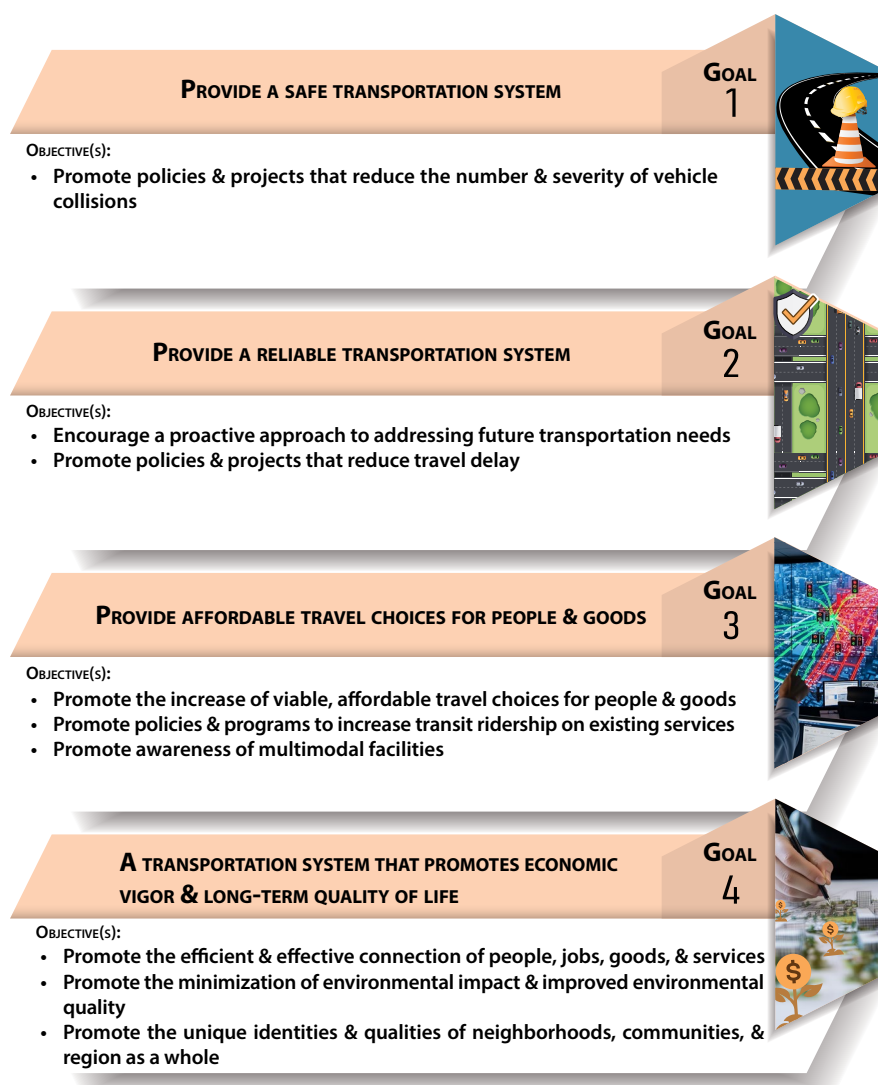 Provide a safe transportation system
Goal
1
Objective(s):
• Promote policies & projects that reduce the number & severity of vehicle
collisions
Provide a reliable transportation system
Goal
2
Objective(s):
• Encourage a proactive approach to addressing future transportation needs
• Promote policies & projects that reduce travel delay
Provide affordable travel choices for people & goods
Goal
3
Objective(s):
• Promote the increase of viable, affordable travel choices for people & goods
• Promote policies & programs to increase transit ridership on existing services
• Promote awareness of multimodal facilities
A transportation system that promotes economic
vigor & long-term quality of life
Goal
4
Objective(s):
• Promote the efficient & effective connection of people, jobs, goods, & services
• Promote the minimization of environmental impact & improved environmental
quality
• Promote the unique identities & qualities of neighborhoods, communities, &
region as a whole